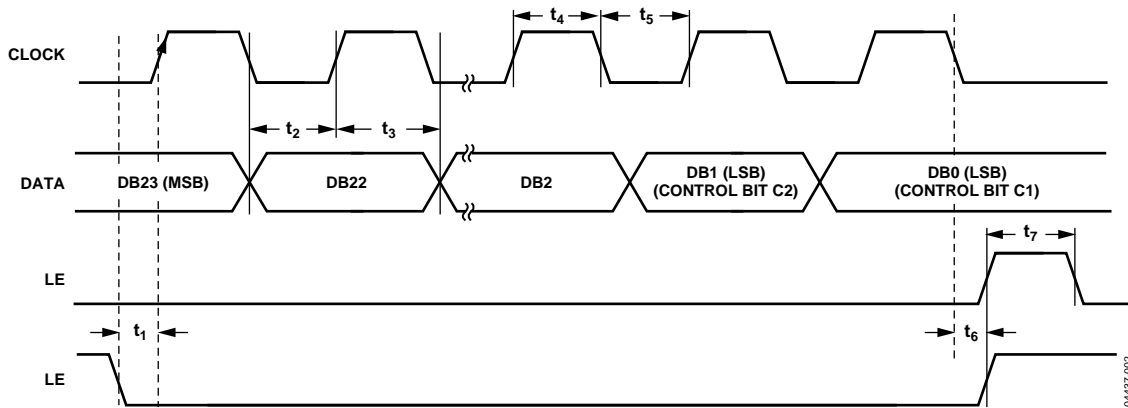 t4
t5
CLOCK
t2
t3
DATA
DB23 (MSB)
DB22
DB2
DB1 (LSB)
(CONTROL BIT C2)
DB0 (LSB)
(CONTROL BIT C1)
t7
LE
t1
t6
LE
04437-002